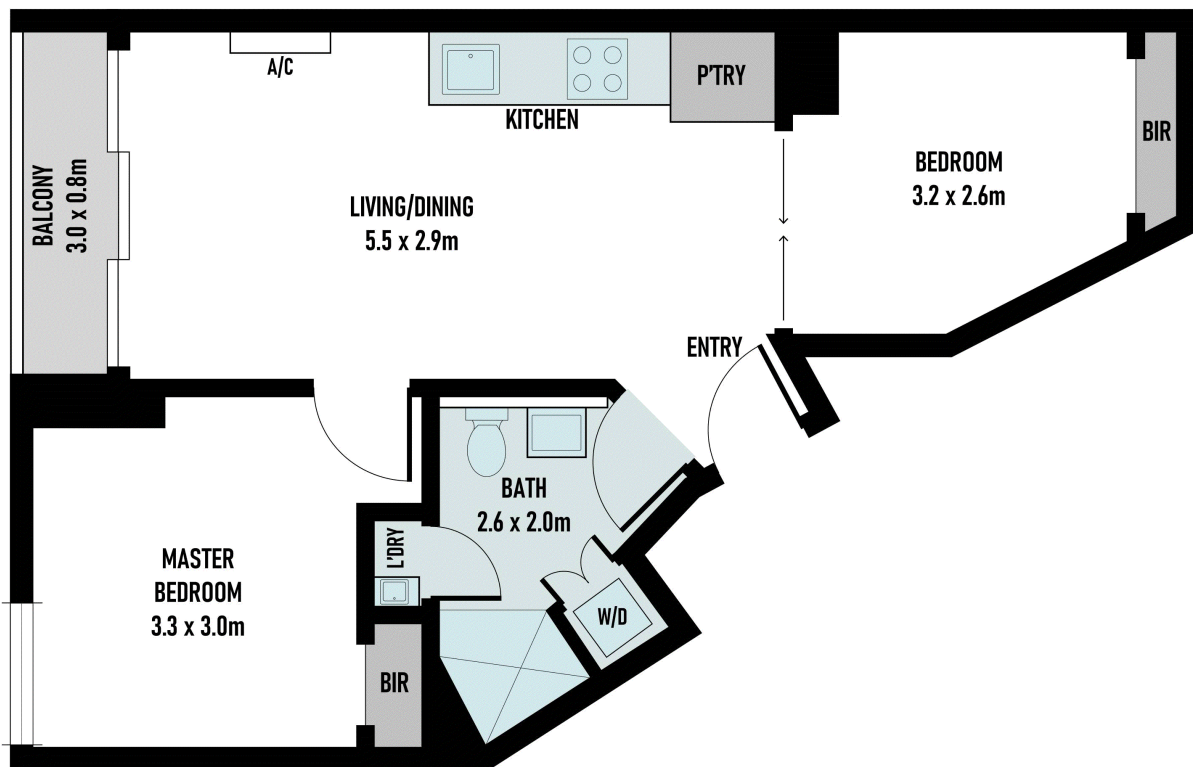 A/C
KITCHEN
P'TRY
BIR
BEDROOM
3.2 x 2.6m
BALCONY
3.0 x 0.8m
LIVING/DINING
5.5 x 2.9m
ENTRY
BATH
2.6 x 2.0m
L'DRY
MASTER
BEDROOM
3.3 x 3.0m
W/D
BIR